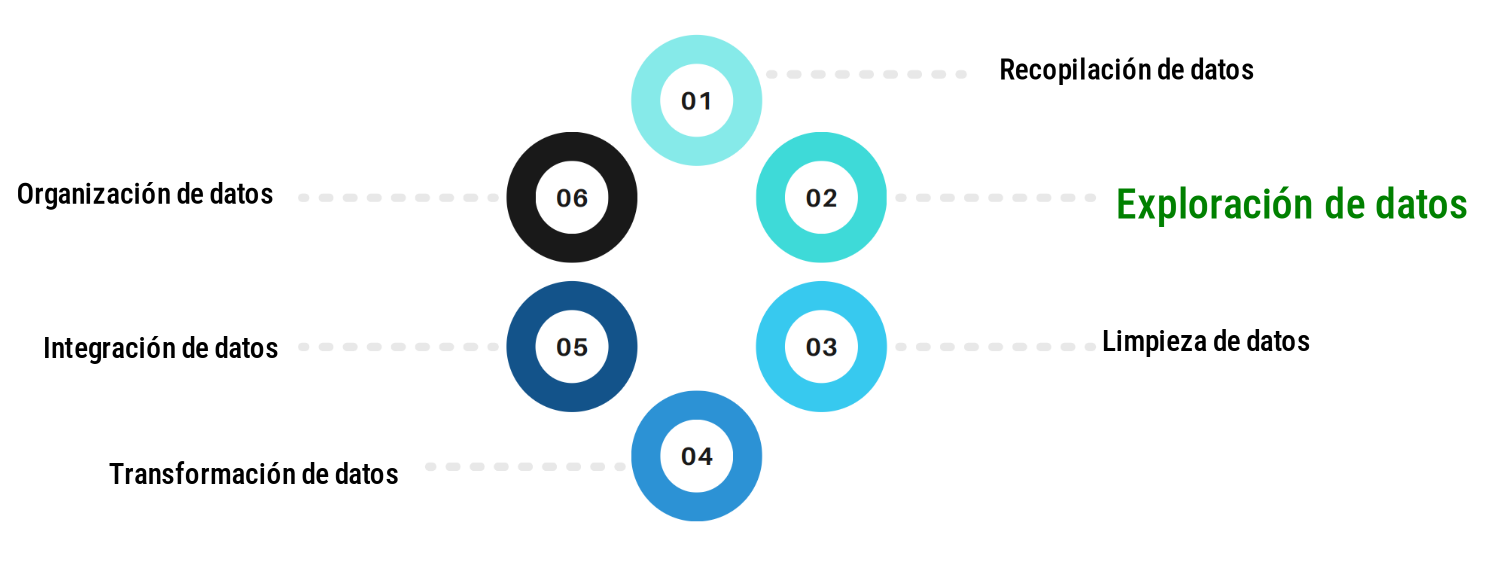 01
Recopilación de datos
02
Exploración de datos
03
Limpieza de datos
04
Transformación de datos
05
Integración de datos
06
Organización de datos